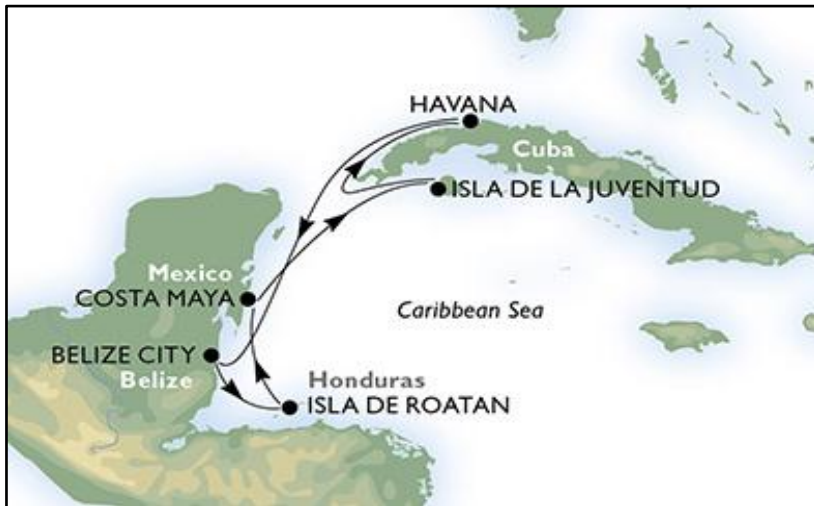 HAVANA
Cuba
ISLA DE LA JUVENTUD
Mexico
COSTA MAYA
Caribbean Sea
BELIZE CITY
Belize
Honduras
ISLA DE ROATAN